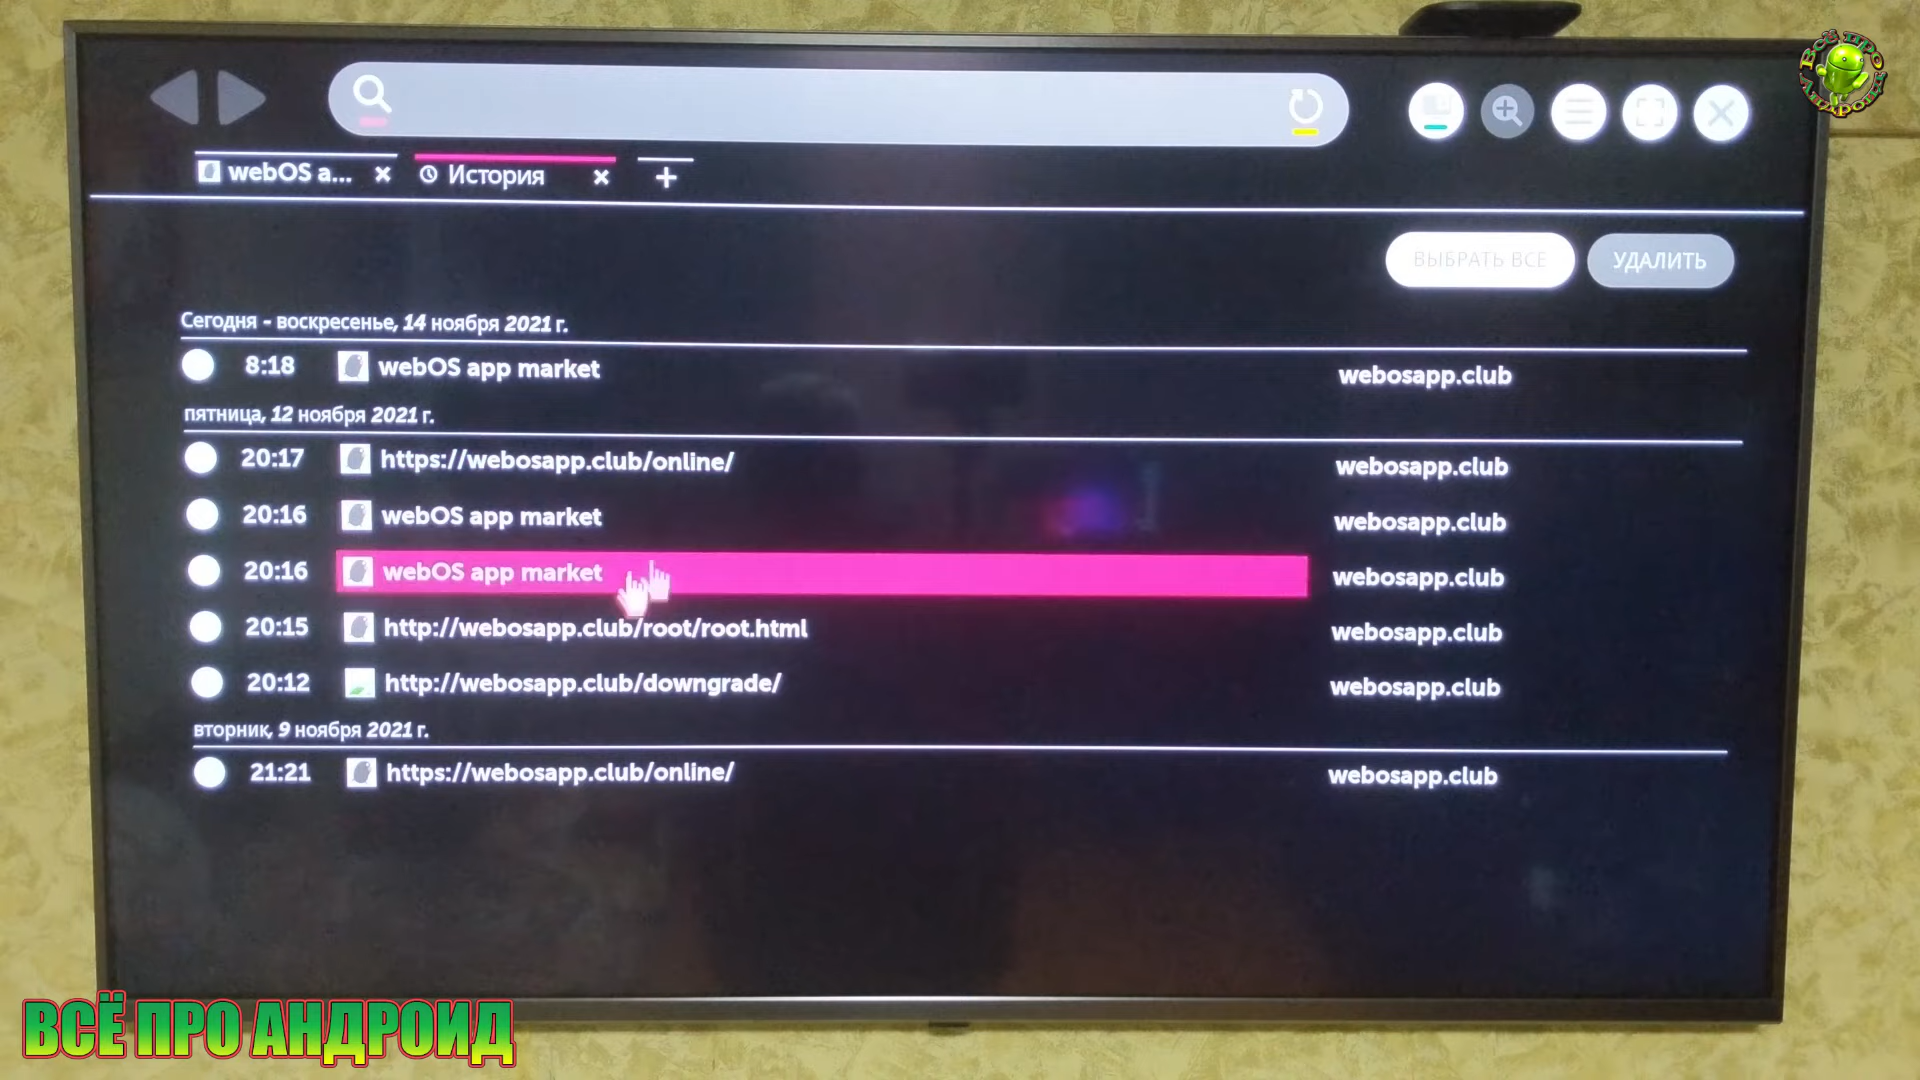 Всё про Андроид
webOS a...
История
ВЫБРАТЬ ВСЕ
УДАЛИТЬ
Сегодня - воскресенье, 14 ноября 2021 г.
8:18 webOS app market webosapp.club
пятница, 12 ноября 2021 г.
20:17 https://webosapp.club/online/ webosapp.club
20:16 webOS app market webosapp.club
20:16 webOS app market webosapp.club
20:15 http://webosapp.club/root/root.html webosapp.club
20:12 http://webosapp.club/downgrade/ webosapp.club
вторник, 9 ноября 2021 г.
21:21 https://webosapp.club/online/ webosapp.club
ВСЁ ПРО АНДРОИД